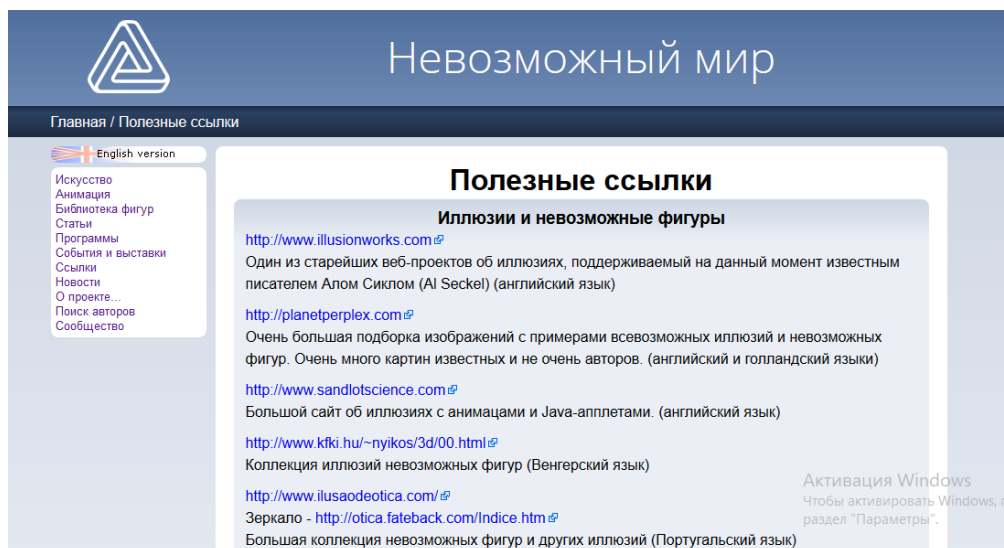 Невозможный мир
Главная / Полезные ссылки
English version
Искусство
Анимация
Библиотека фигур
Статьи
Программы
События и выставки
Ссылки
Новости
О проекте...
Поиск авторов
Сообщество
Полезные ссылки
Иллюзии и невозможные фигуры
http://www.illusionworks.com
Один из старейших веб-проектов об иллюзиях, поддерживаемый на данный момент известным
писателем Алом Сиклом (Al Seckel) (английский язык)
http://planetperplex.com
Очень большая подборка изображений с примерами всевозможных иллюзий и невозможных
фигур. Очень много картин известных и не очень авторов. (английский и голландский языки)
http://www.sandlotscience.com
Большой сайт об иллюзиях с анимацами и Java-апплетами. (английский язык)
http://www.kfki.hu/~nyikos/3d/00.html
Коллекция иллюзий невозможных фигур (Венгерский язык)
http://www.ilusaodeotica.com/
Зеркало - http://otica.fateback.com/Indice.htm
Большая коллекция невозможных фигур и других иллюзий (Португальский язык)
Активация Windows
Чтобы активировать Windows,
раздел "Параметры".